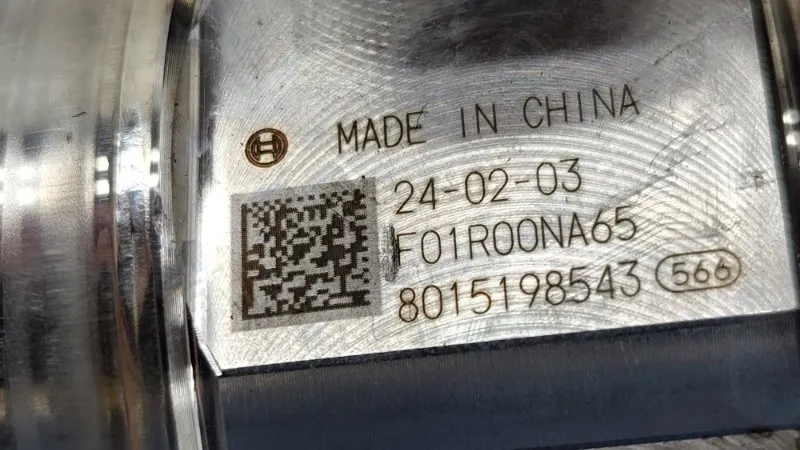 MADE IN CHINA
24-02-03
F01R00NA65
8015198543 566